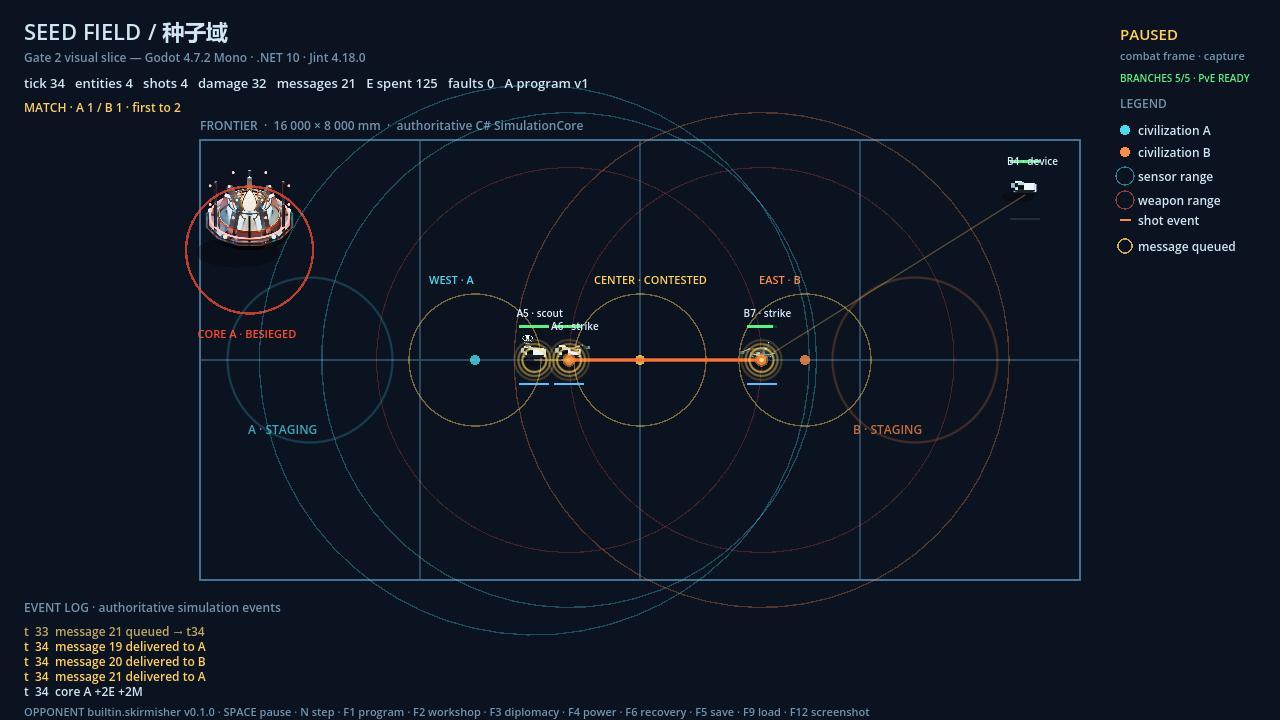 SEED FIELD / 种子域
Gate 2 visual slice — Godot 4.7.2 Mono · .NET 10 · Jint 4.18.0
tick 34 entities 4 shots 4 damage 32 messages 21 E spent 125 faults 0 A program v1
MATCH · A 1 / B 1 · first to 2
FRONTIER · 16 000 × 8 000 mm · authoritative C# SimulationCore
PAUSED
combat frame · capture
BRANCHES 5/5 · PvE READY
LEGEND
civilization A
civilization B
sensor range
weapon range
shot event
message queued
B4 · device
WEST · A
CENTER · CONTESTED
EAST · B
A5 · scout
A6 · strike
B7 · strike
CORE A · BESIEGED
A · STAGING
B · STAGING
EVENT LOG · authoritative simulation events
t 33 message 21 queued → t34
t 34 message 19 delivered to A
t 34 message 20 delivered to B
t 34 message 21 delivered to A
t 34 core A +2E +2M
OPPONENT builtin.skirmisher v0.1.0 · SPACE pause · N step · F1 program · F2 workshop · F3 diplomacy · F4 power · F6 recovery · F5 save · F9 load · F12 screenshot